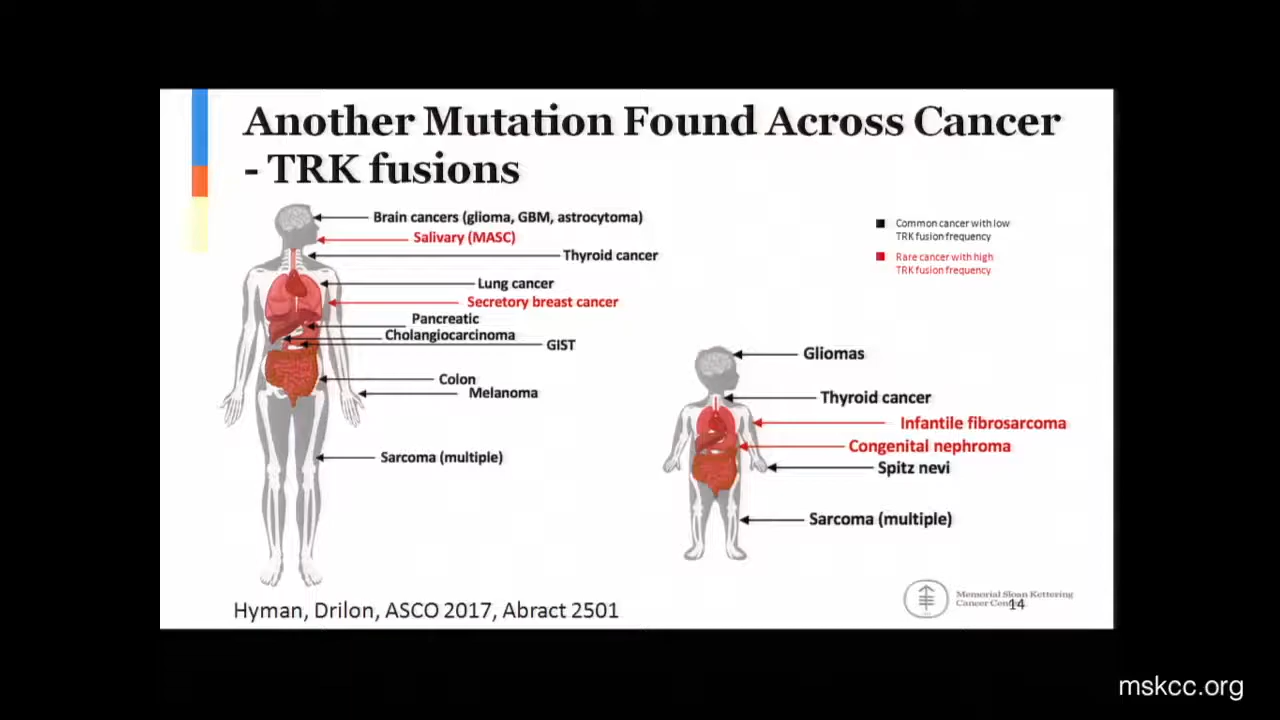 Another Mutation Found Across Cancer
- TRK fusions
Brain cancers (glioma, GBM, astrocytoma)
Salivary (MASC)
Thyroid cancer
Lung cancer
Secretory breast cancer
Pancreatic
Cholangiocarcinoma
GIST
Colon
Melanoma
Sarcoma (multiple)
Common cancer with low
TRK fusion frequency
Rare cancer with high
TRK fusion frequency
Gliomas
Thyroid cancer
Infantile fibrosarcoma
Congenital nephroma
Spitz nevi
Sarcoma (multiple)
Hyman, Drilon, ASCO 2017, Abract 2501
Memorial Sloan Kettering
Cancer Center
14
mskcc.org